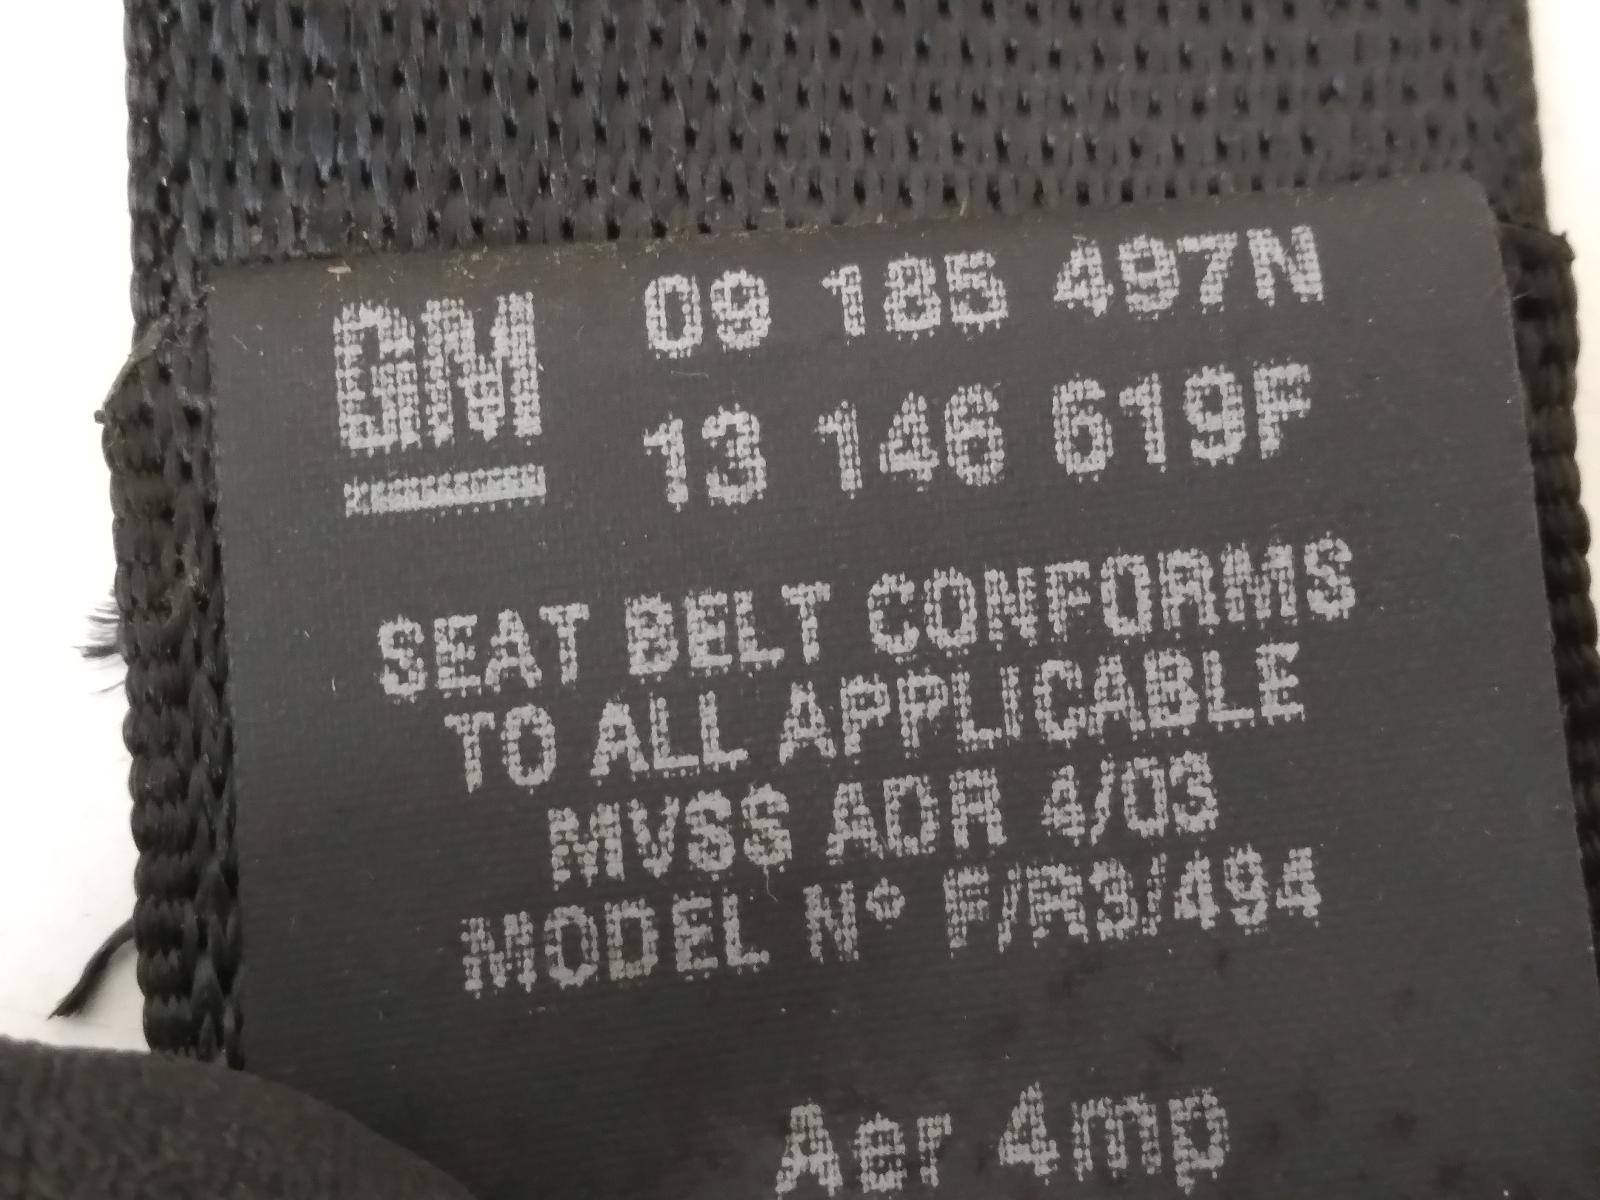 GM 09 185 497N
13 146 619F
SEAT BELT CONFORMS
TO ALL APPLICABLE
MVSS ADR 4/03
MODEL Nº F/R3/494
Aer 4mp